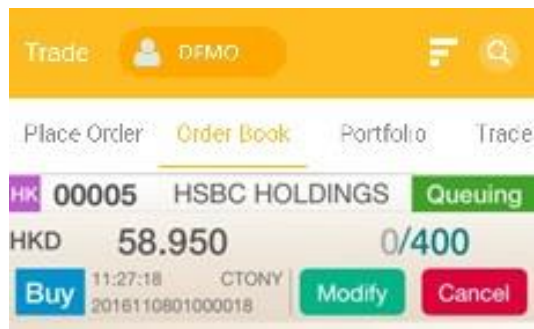 Trade DEMO
Place Order Order Book Portfolio Trade
HK 00005 HSBC HOLDINGS Queuing
HKD 58.950 0/400
Buy 11:27:18 CTONY Modify Cancel
2016110801000018